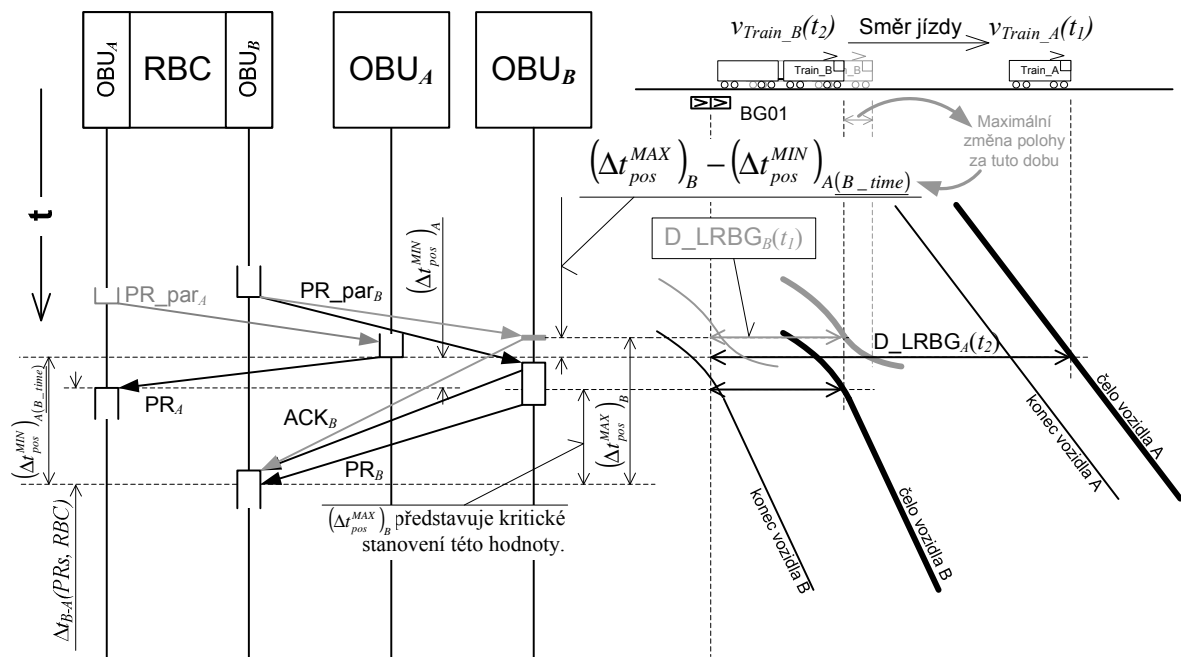 OBU_A
RBC
OBU_B
OBU_A
OBU_B
v_Train_B(t_2)
Směr jízdy
v_Train_A(t_1)
Train_B
in_B
Train_A
BG01
Maximální
změna polohy
za tuto dobu
(Δt_pos^MAX)_B − (Δt_pos^MIN)_A(B_time)
t
D_LRBG_B(t_1)
(Δt_pos^MIN)_A
PR_par_A
PR_par_B
D_LRBG_A(t_2)
PR_A
ACK_B
PR_B
(Δt_pos^MIN)_A(B_time)
(Δt_pos^MAX)_B
(Δt_pos^MAX)_B představuje kritické
stanovení této hodnoty.
Δt_B-A(PRs, RBC)
konec vozidla B
čelo vozidla B
konec vozidla A
čelo vozidla A